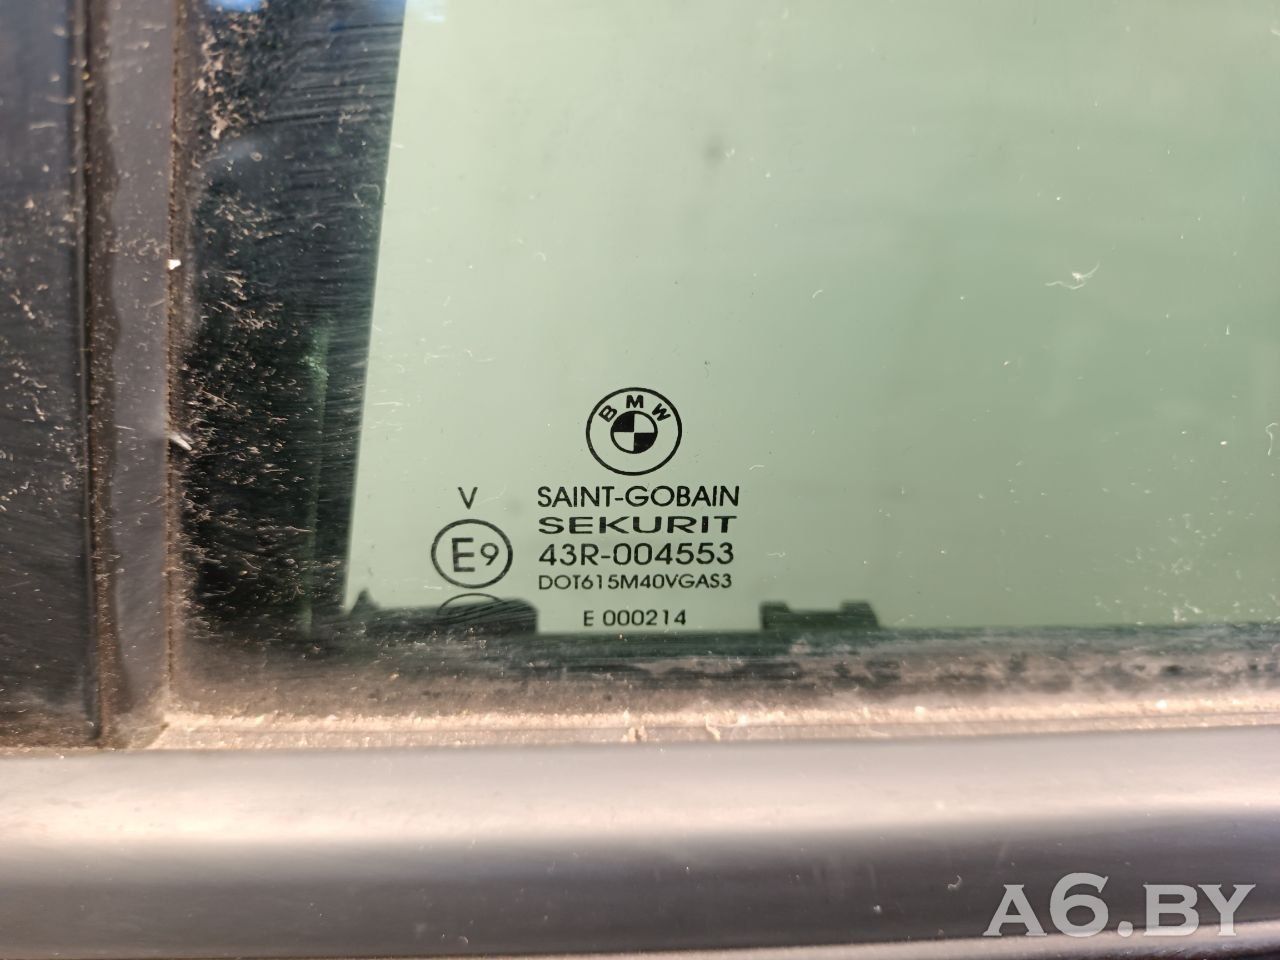 BMW
V
SAINT-GOBAIN
SEKURIT
E9
43R-004553
DOT615M40VGAS3
E 000214
A6.BY